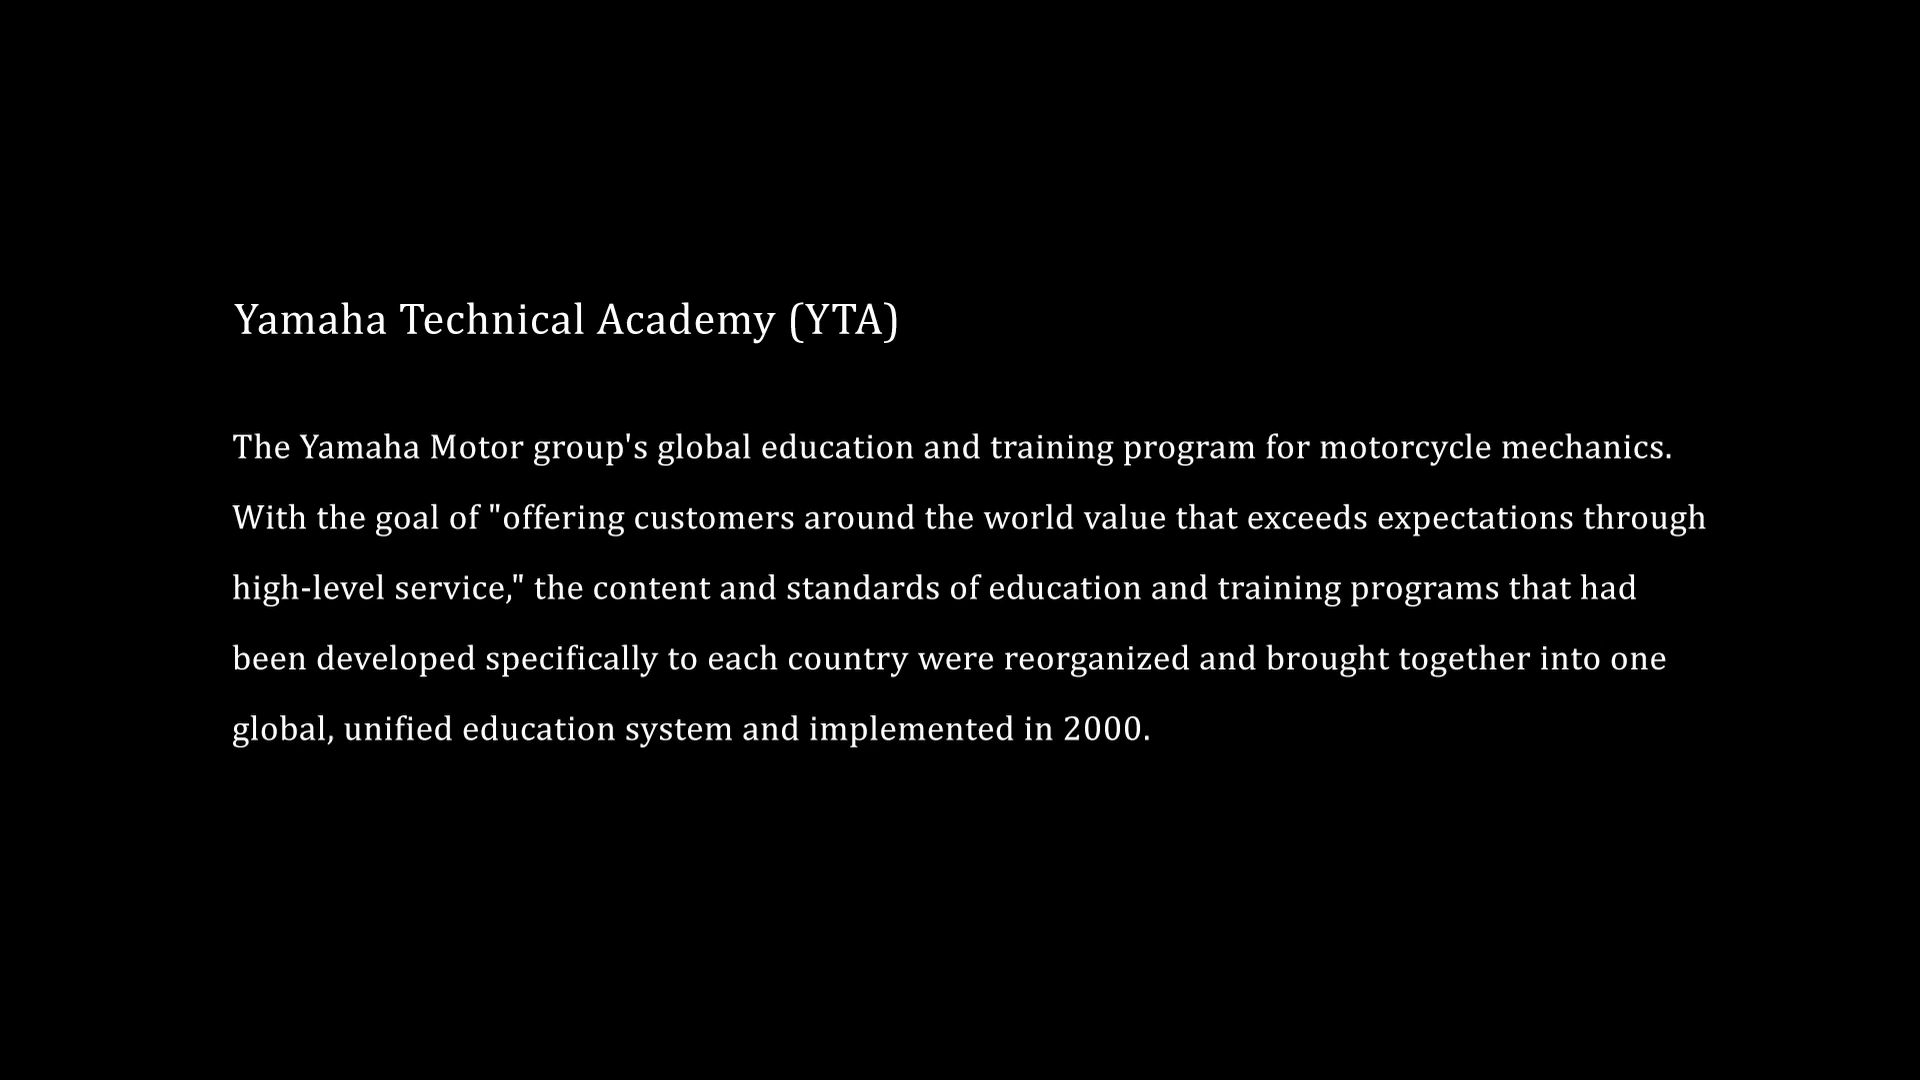 Yamaha Technical Academy (YTA)
The Yamaha Motor group's global education and training program for motorcycle mechanics.
With the goal of "offering customers around the world value that exceeds expectations through
high-level service," the content and standards of education and training programs that had
been developed specifically to each country were reorganized and brought together into one
global, unified education system and implemented in 2000.